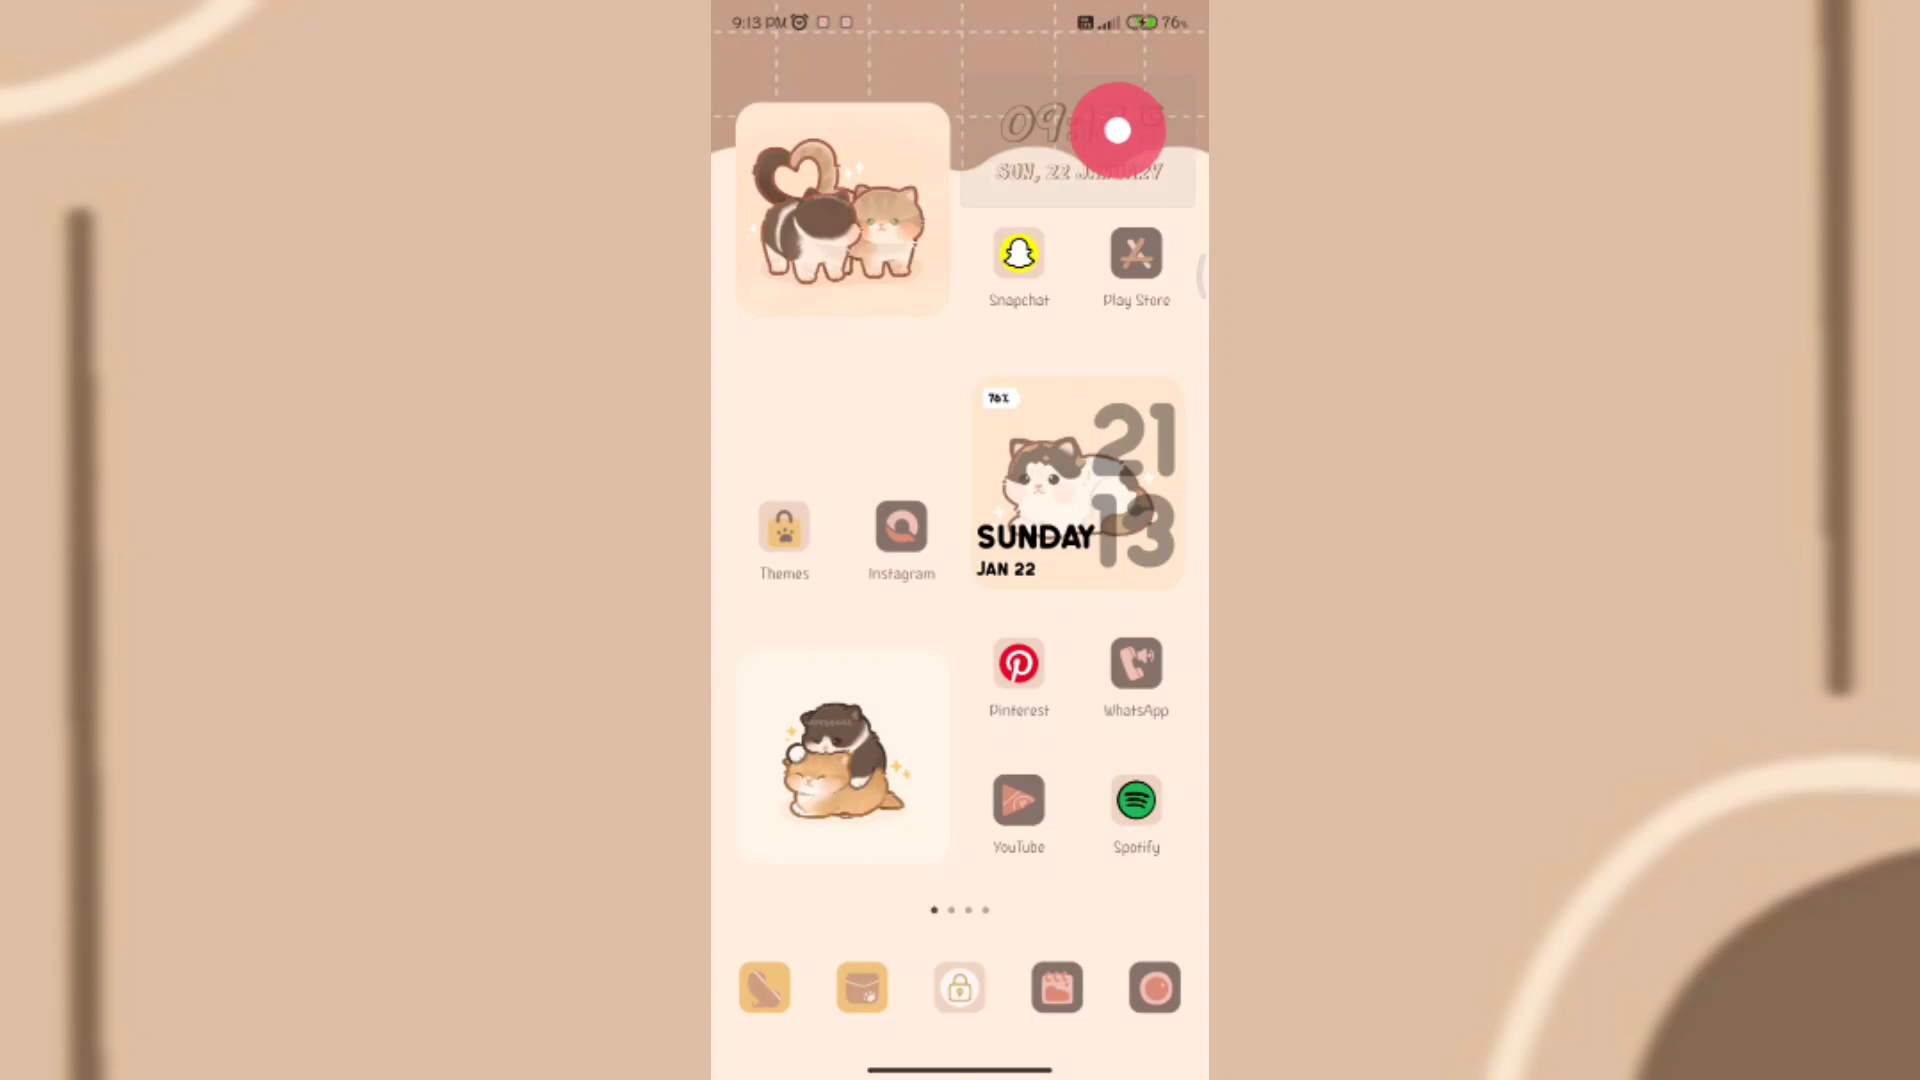 9:13 PM
76%
SUN, 22 JANUARY
Snapchat
Play Store
76%
21
13
SUNDAY
JAN 22
Themes
Instagram
Pinterest
WhatsApp
YouTube
Spotify